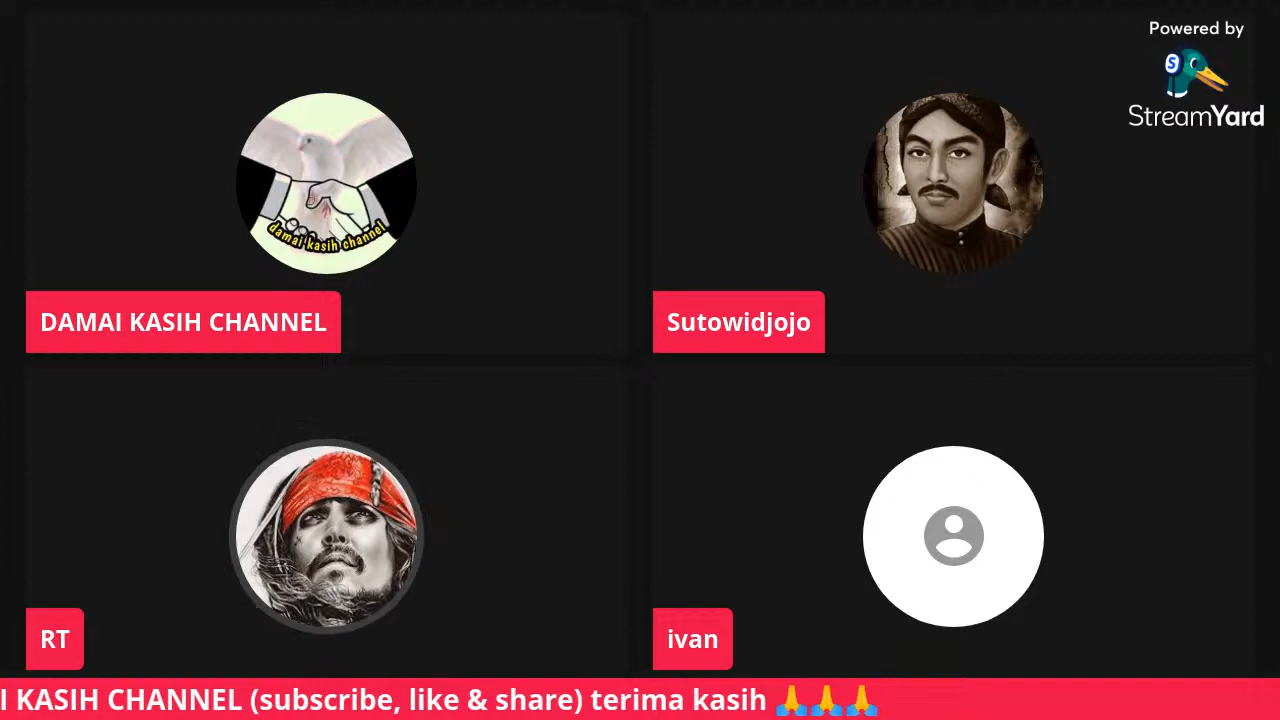 Powered by
S
StreamYard
damai kasih channel
DAMAI KASIH CHANNEL
Sutowidjojo
RT
ivan
I KASIH CHANNEL (subscribe, like & share) terima kasih 🙏🙏🙏